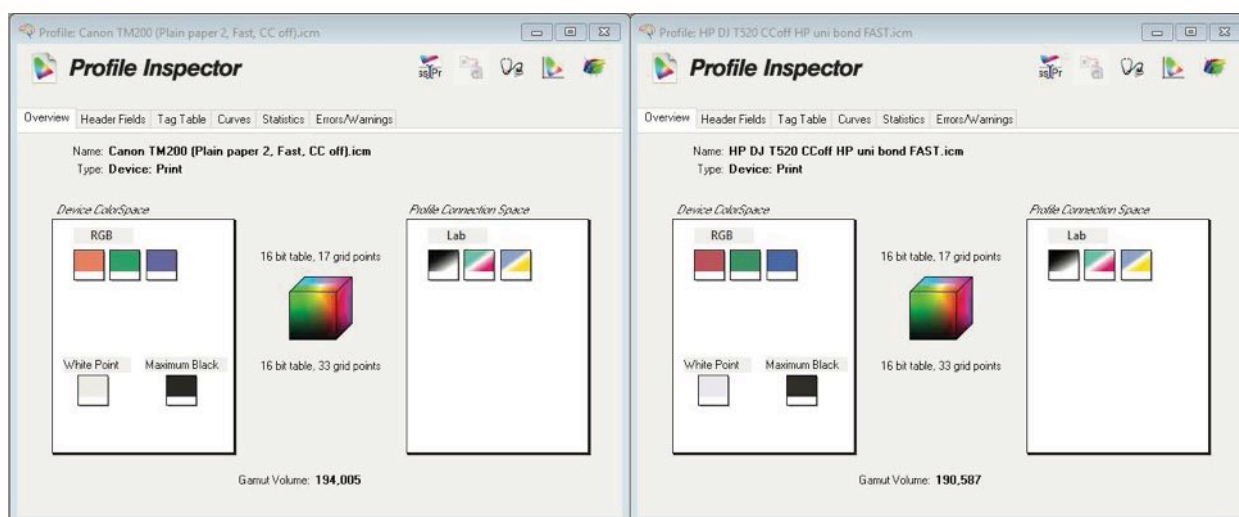 Profile: Canon TM200 (Plain paper 2, Fast, CC off).icm
Profile Inspector
Overview Header Fields Tag Table Curves Statistics Errors/Warnings
Name: Canon TM200 (Plain paper 2, Fast, CC off).icm
Type: Device: Print
Device ColorSpace
Profile Connection Space
RGB
Lab
16 bit table, 17 grid points
White Point
Maximum Black
16 bit table, 33 grid points
Gamut Volume: 194,005
Profile: HP DJ T520 CCoff HP uni bond FAST.icm
Profile Inspector
Overview Header Fields Tag Table Curves Statistics Errors/Warnings
Name: HP DJ T520 CCoff HP uni bond FAST.icm
Type: Device: Print
Device ColorSpace
Profile Connection Space
RGB
Lab
16 bit table, 17 grid points
White Point
Maximum Black
16 bit table, 33 grid points
Gamut Volume: 190,587